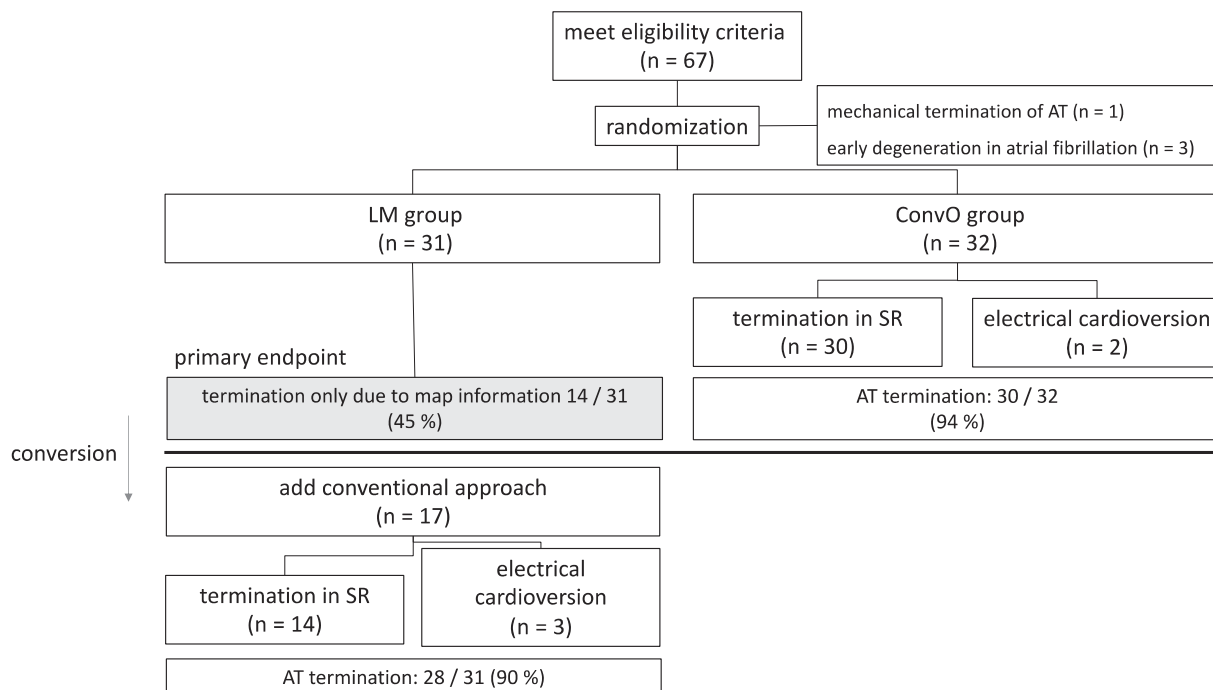 meet eligibility criteria
(n = 67)
randomization
mechanical termination of AT (n = 1)
early degeneration in atrial fibrillation (n = 3)
LM group
(n = 31)
ConvO group
(n = 32)
termination in SR
(n = 30)
electrical cardioversion
(n = 2)
primary endpoint
termination only due to map information 14 / 31
(45 %)
AT termination: 30 / 32
(94 %)
conversion
add conventional approach
(n = 17)
termination in SR
(n = 14)
electrical
cardioversion
(n = 3)
AT termination: 28 / 31 (90 %)